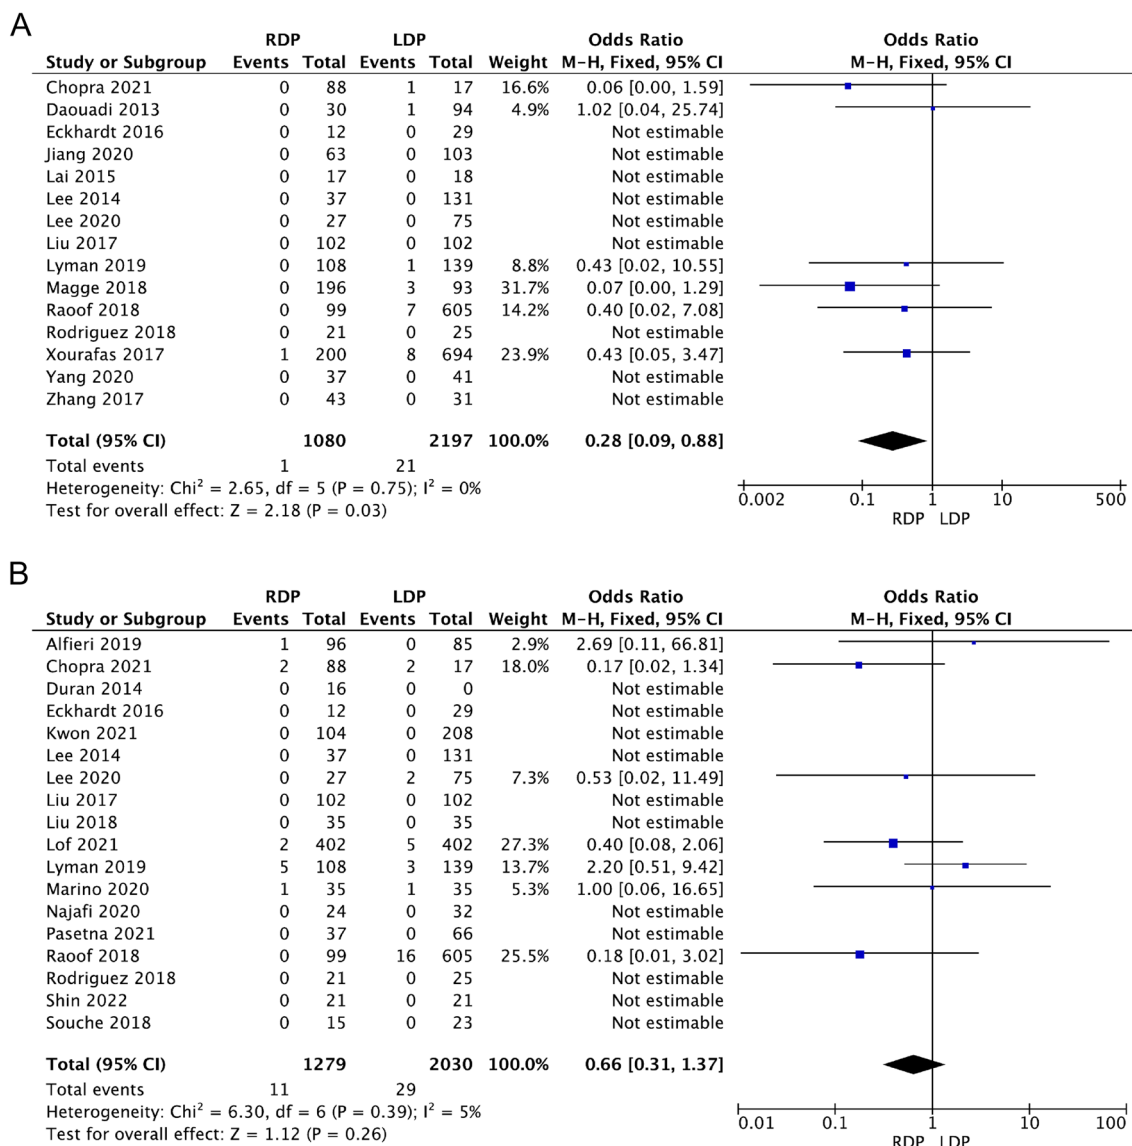 A
RDP LDP Odds Ratio Odds Ratio
Study or Subgroup Events Total Events Total Weight M-H, Fixed, 95% CI M-H, Fixed, 95% CI
Chopra 2021 0 88 1 17 16.6% 0.06 [0.00, 1.59]
Daouadi 2013 0 30 1 94 4.9% 1.02 [0.04, 25.74]
Eckhardt 2016 0 12 0 29 Not estimable
Jiang 2020 0 63 0 103 Not estimable
Lai 2015 0 17 0 18 Not estimable
Lee 2014 0 37 0 131 Not estimable
Lee 2020 0 27 0 75 Not estimable
Liu 2017 0 102 0 102 Not estimable
Lyman 2019 0 108 1 139 8.8% 0.43 [0.02, 10.55]
Magge 2018 0 196 3 93 31.7% 0.07 [0.00, 1.29]
Raoof 2018 0 99 7 605 14.2% 0.40 [0.02, 7.08]
Rodriguez 2018 0 21 0 25 Not estimable
Xourafas 2017 1 200 8 694 23.9% 0.43 [0.05, 3.47]
Yang 2020 0 37 0 41 Not estimable
Zhang 2017 0 43 0 31 Not estimable
Total (95% CI) 1080 2197 100.0% 0.28 [0.09, 0.88]
Total events 1 21
Heterogeneity: Chi² = 2.65, df = 5 (P = 0.75); I² = 0%
Test for overall effect: Z = 2.18 (P = 0.03)
0.002 0.1 1 10 500
RDP LDP
B
RDP LDP Odds Ratio Odds Ratio
Study or Subgroup Events Total Events Total Weight M-H, Fixed, 95% CI M-H, Fixed, 95% CI
Alfieri 2019 1 96 0 85 2.9% 2.69 [0.11, 66.81]
Chopra 2021 2 88 2 17 18.0% 0.17 [0.02, 1.34]
Duran 2014 0 16 0 0 Not estimable
Eckhardt 2016 0 12 0 29 Not estimable
Kwon 2021 0 104 0 208 Not estimable
Lee 2014 0 37 0 131 Not estimable
Lee 2020 0 27 2 75 7.3% 0.53 [0.02, 11.49]
Liu 2017 0 102 0 102 Not estimable
Liu 2018 0 35 0 35 Not estimable
Lof 2021 2 402 5 402 27.3% 0.40 [0.08, 2.06]
Lyman 2019 5 108 3 139 13.7% 2.20 [0.51, 9.42]
Marino 2020 1 35 1 35 5.3% 1.00 [0.06, 16.65]
Najafi 2020 0 24 0 32 Not estimable
Pasetna 2021 0 37 0 66 Not estimable
Raoof 2018 0 99 16 605 25.5% 0.18 [0.01, 3.02]
Rodriguez 2018 0 21 0 25 Not estimable
Shin 2022 0 21 0 21 Not estimable
Souche 2018 0 15 0 23 Not estimable
Total (95% CI) 1279 2030 100.0% 0.66 [0.31, 1.37]
Total events 11 29
Heterogeneity: Chi² = 6.30, df = 6 (P = 0.39); I² = 5%
Test for overall effect: Z = 1.12 (P = 0.26)
0.01 0.1 1 10 100
RDP LDP